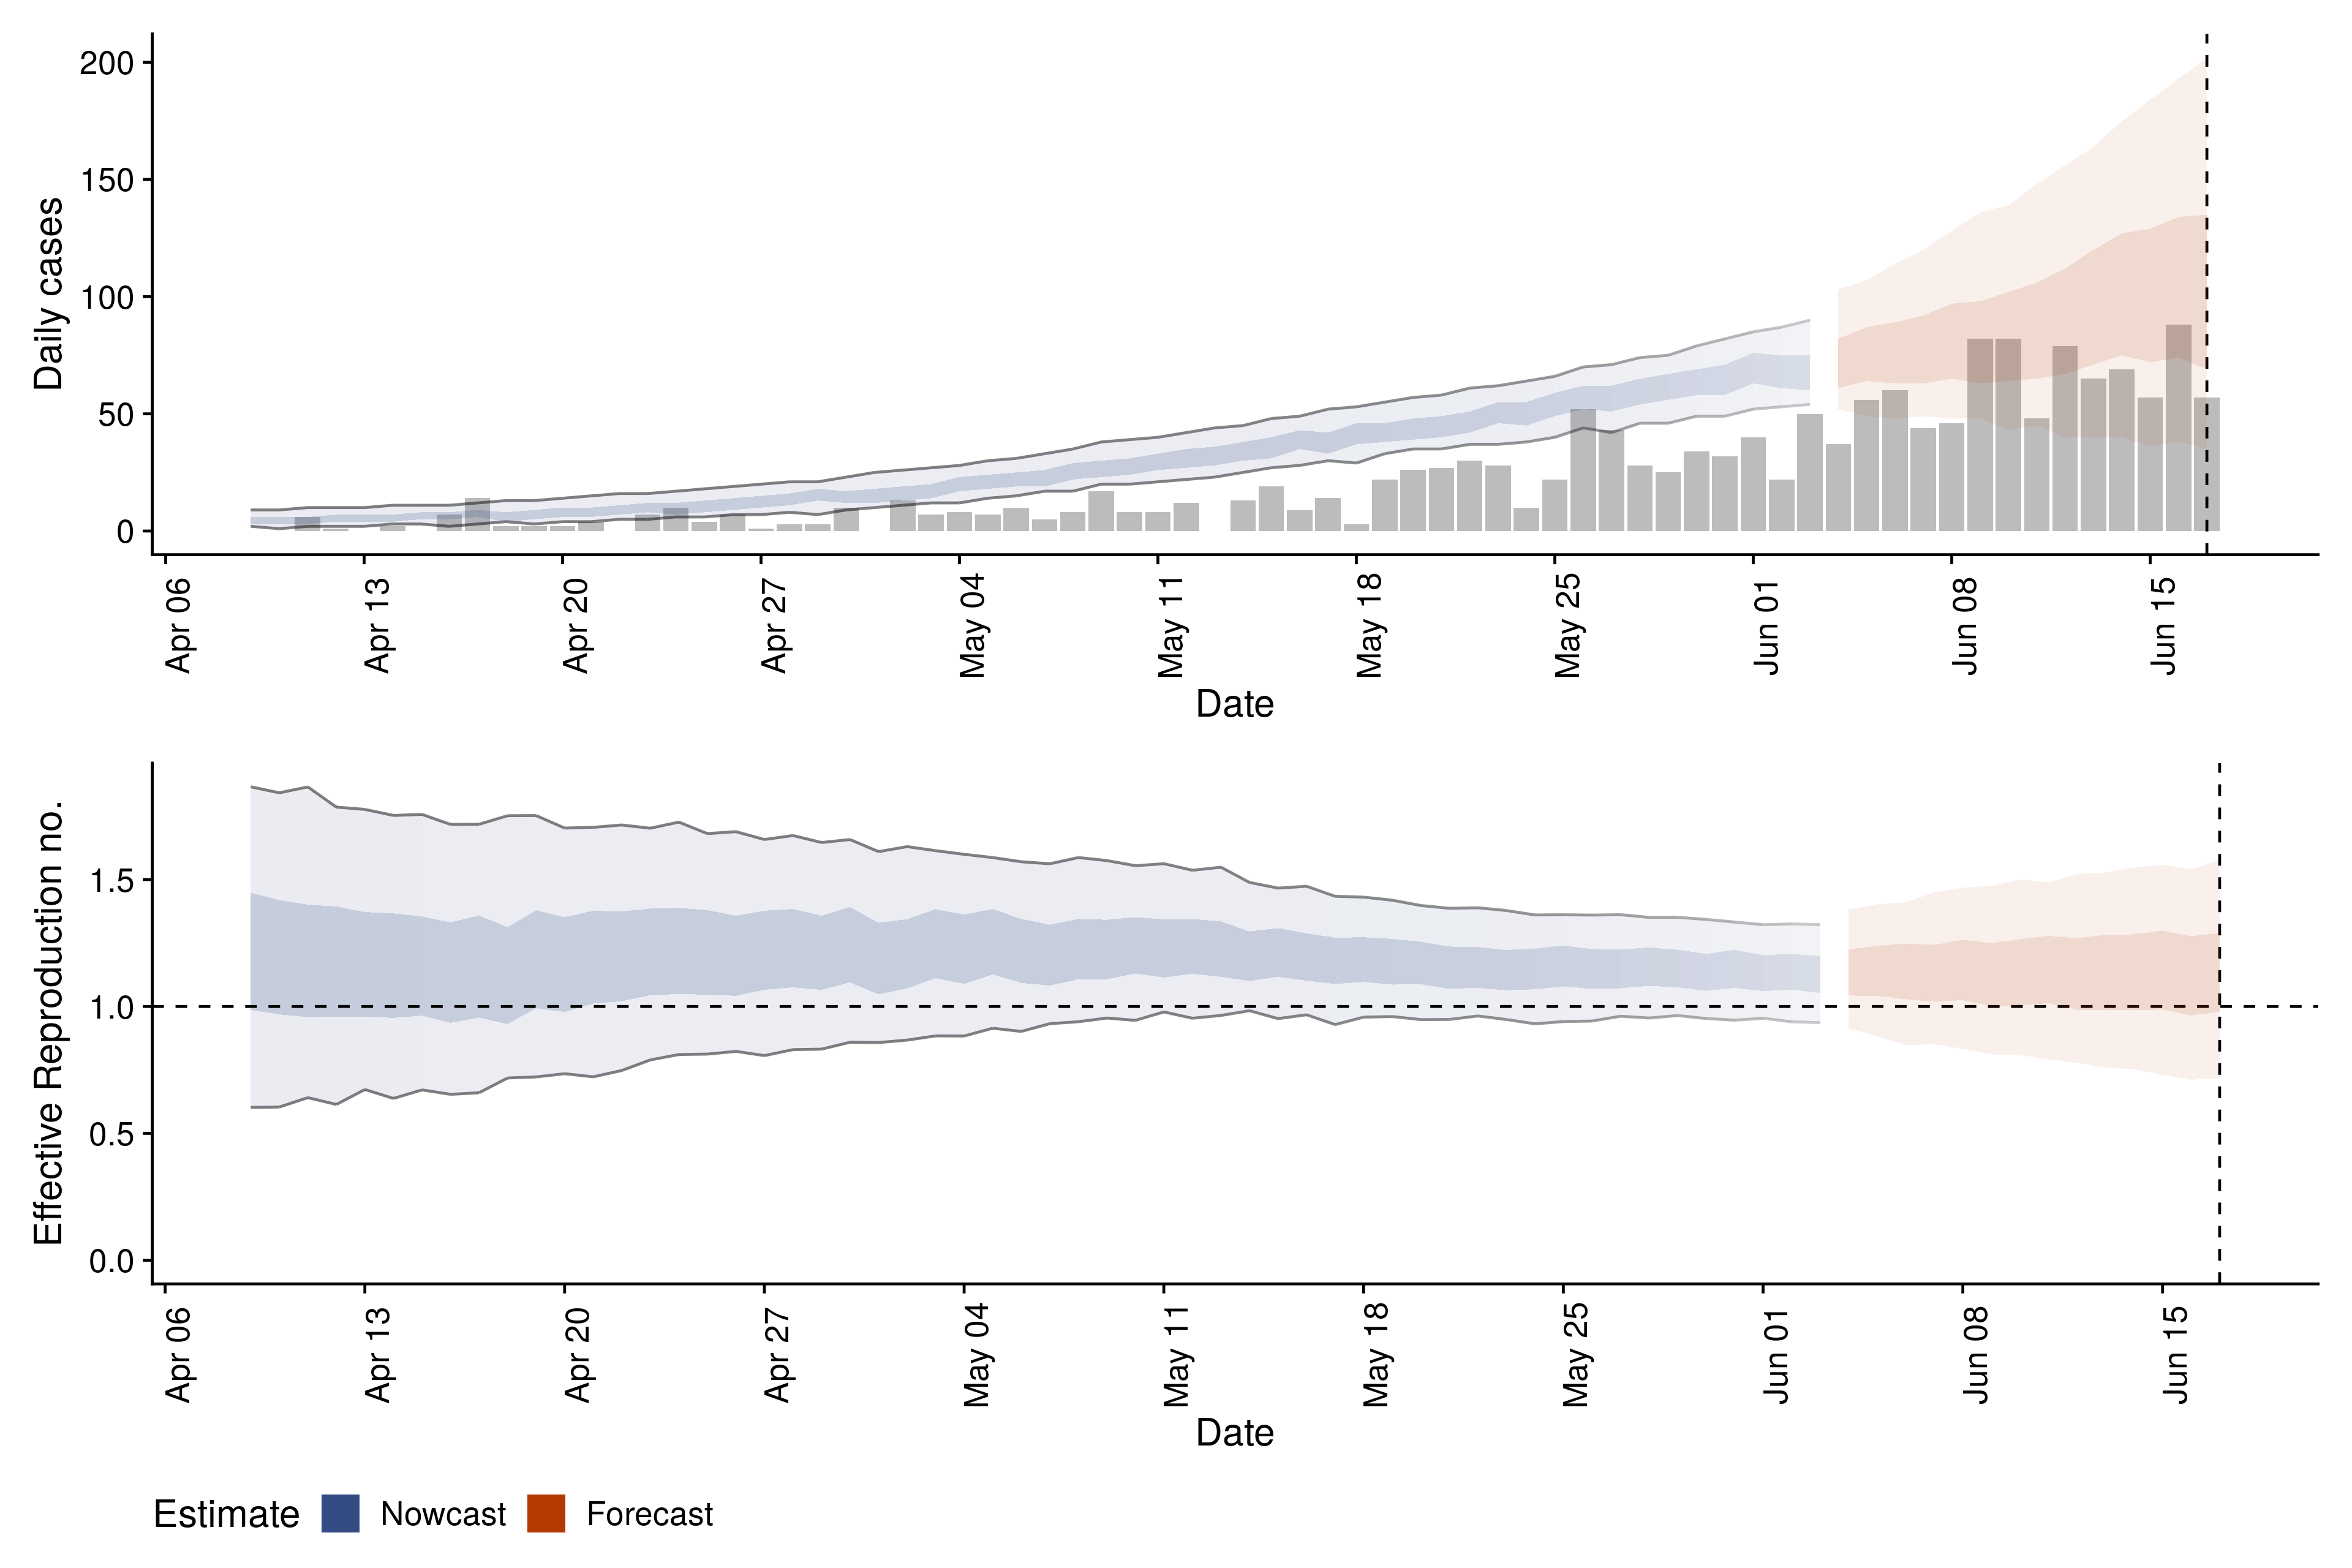 200
150
100
50
0
Daily cases
Apr 06
Apr 13
Apr 20
Apr 27
May 04
May 11
May 18
May 25
Jun 01
Jun 08
Jun 15
Date
1.5
1.0
0.5
0.0
Effective Reproduction no.
Apr 06
Apr 13
Apr 20
Apr 27
May 04
May 11
May 18
May 25
Jun 01
Jun 08
Jun 15
Date
Estimate Nowcast Forecast